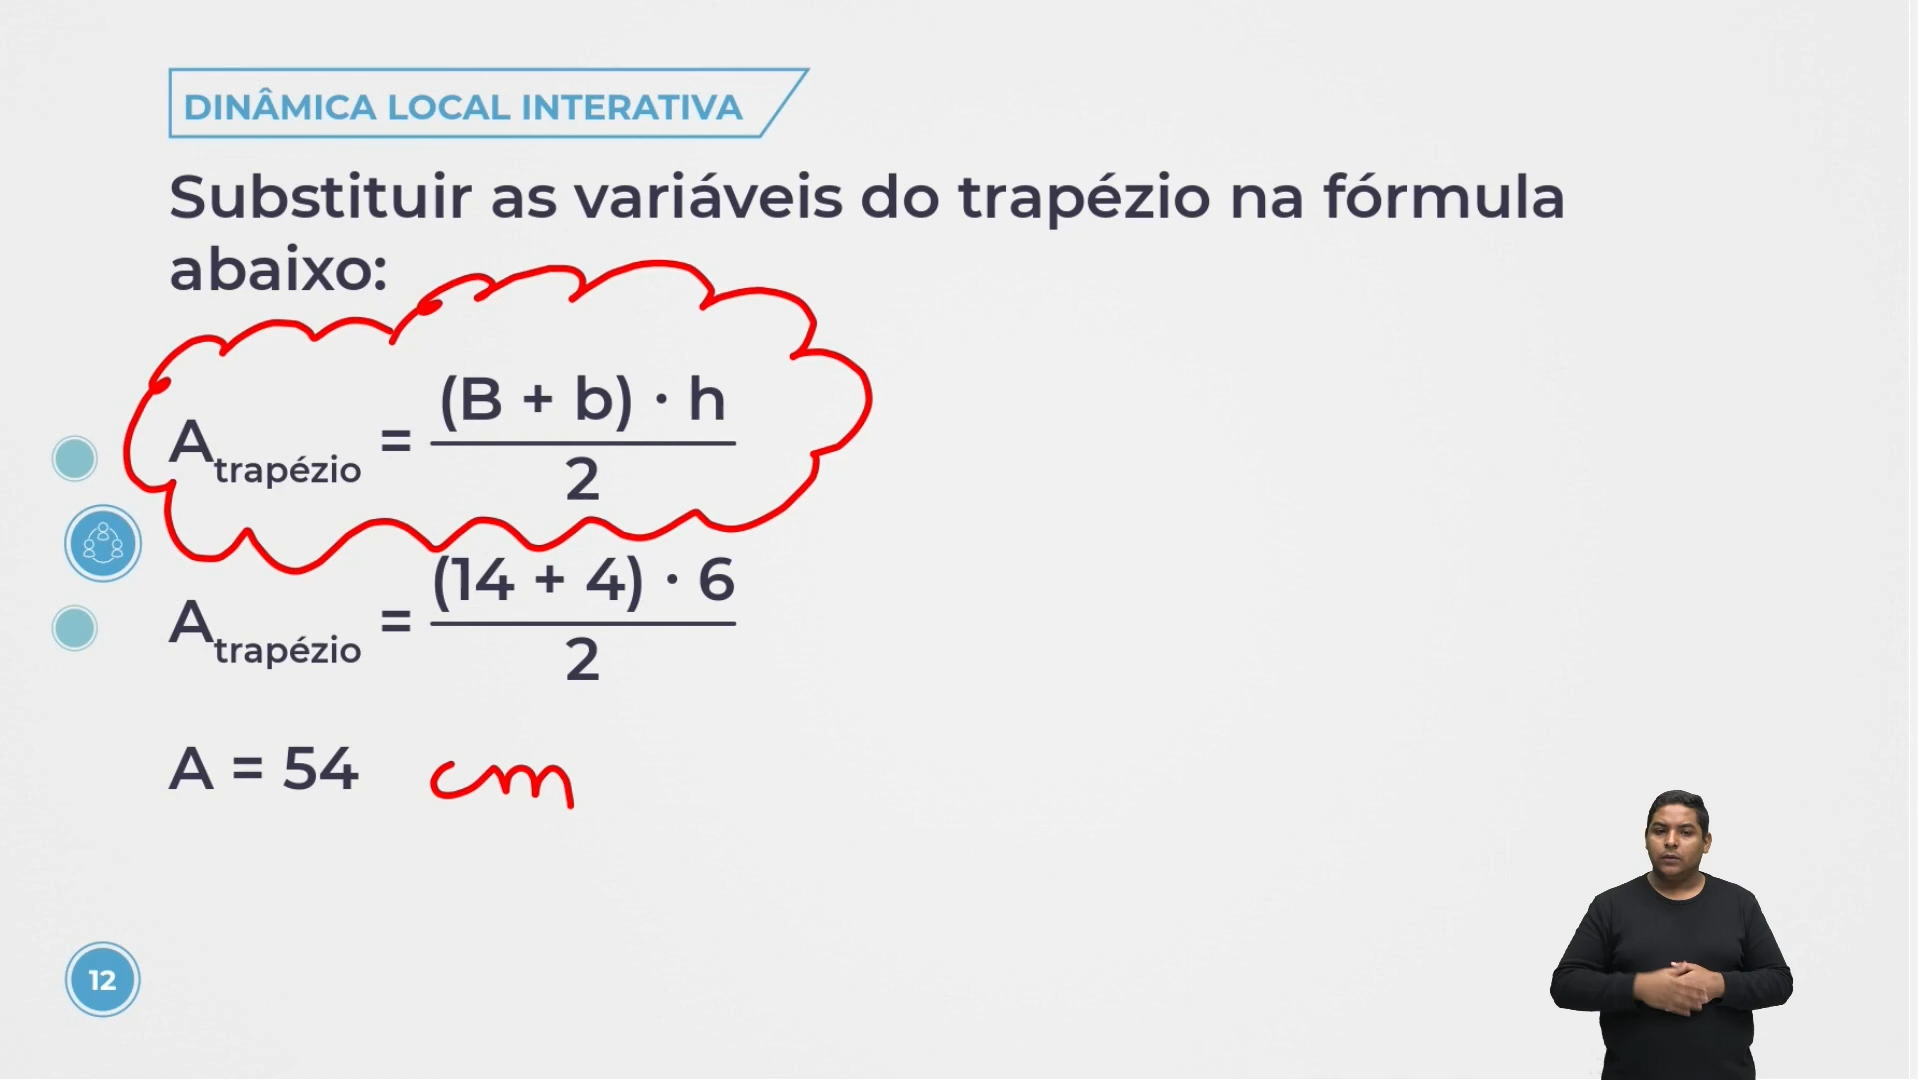 DINÂMICA LOCAL INTERATIVA
Substituir as variáveis do trapézio na fórmula
abaixo:
A trapézio = (B + b) · h / 2
A trapézio = (14 + 4) · 6 / 2
A = 54 cm
12